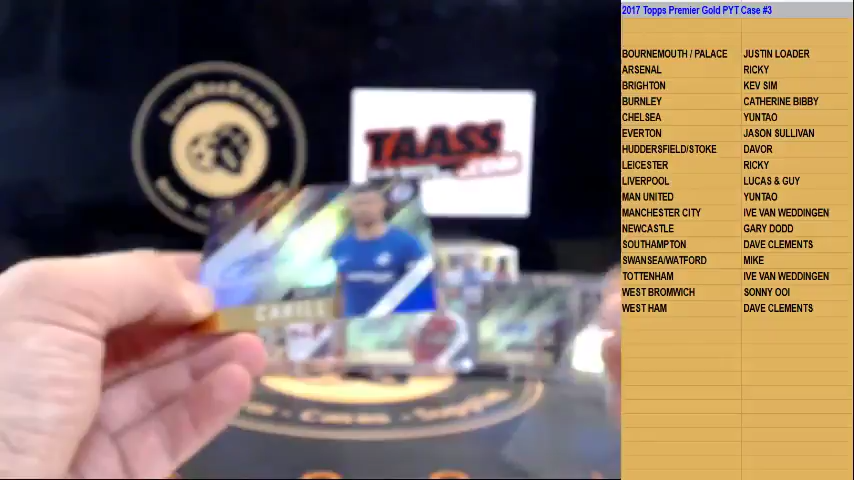 2017 Topps Premier Gold PYT Case #3
BOURNEMOUTH / PALACE JUSTIN LOADER
ARSENAL RICKY
BRIGHTON KEV SIM
BURNLEY CATHERINE BIBBY
CHELSEA YUNTAO
EVERTON JASON SULLIVAN
HUDDERSFIELD/STOKE DAVOR
LEICESTER RICKY
LIVERPOOL LUCAS & GUY
MAN UNITED YUNTAO
MANCHESTER CITY IVE VAN WEDDINGEN
NEWCASTLE GARY DODD
SOUTHAMPTON DAVE CLEMENTS
SWANSEA/WATFORD MIKE
TOTTENHAM IVE VAN WEDDINGEN
WEST BROMWICH SONNY OOI
WEST HAM DAVE CLEMENTS
TAASS
CAHILL